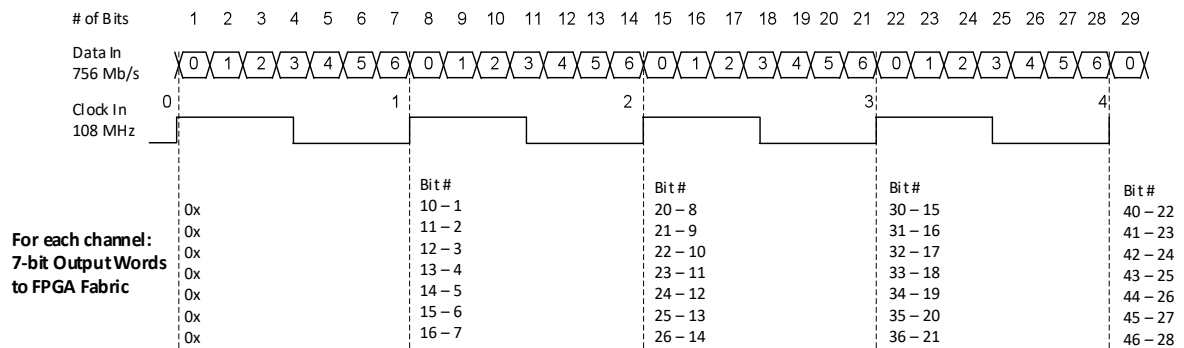 # of Bits 1 2 3 4 5 6 7 8 9 10 11 12 13 14 15 16 17 18 19 20 21 22 23 24 25 26 27 28 29
Data In
756 Mb/s
0 1 2 3 4 5 6 0 1 2 3 4 5 6 0 1 2 3 4 5 6 0 1 2 3 4 5 6 0
0 1 2 3 4
Clock In
108 MHz
For each channel:
7-bit Output Words
to FPGA Fabric
0x
0x
0x
0x
0x
0x
0x
Bit #
10 – 1
11 – 2
12 – 3
13 – 4
14 – 5
15 – 6
16 – 7
Bit #
20 – 8
21 – 9
22 – 10
23 – 11
24 – 12
25 – 13
26 – 14
Bit #
30 – 15
31 – 16
32 – 17
33 – 18
34 – 19
35 – 20
36 – 21
Bit #
40 – 22
41 – 23
42 – 24
43 – 25
44 – 26
45 – 27
46 – 28